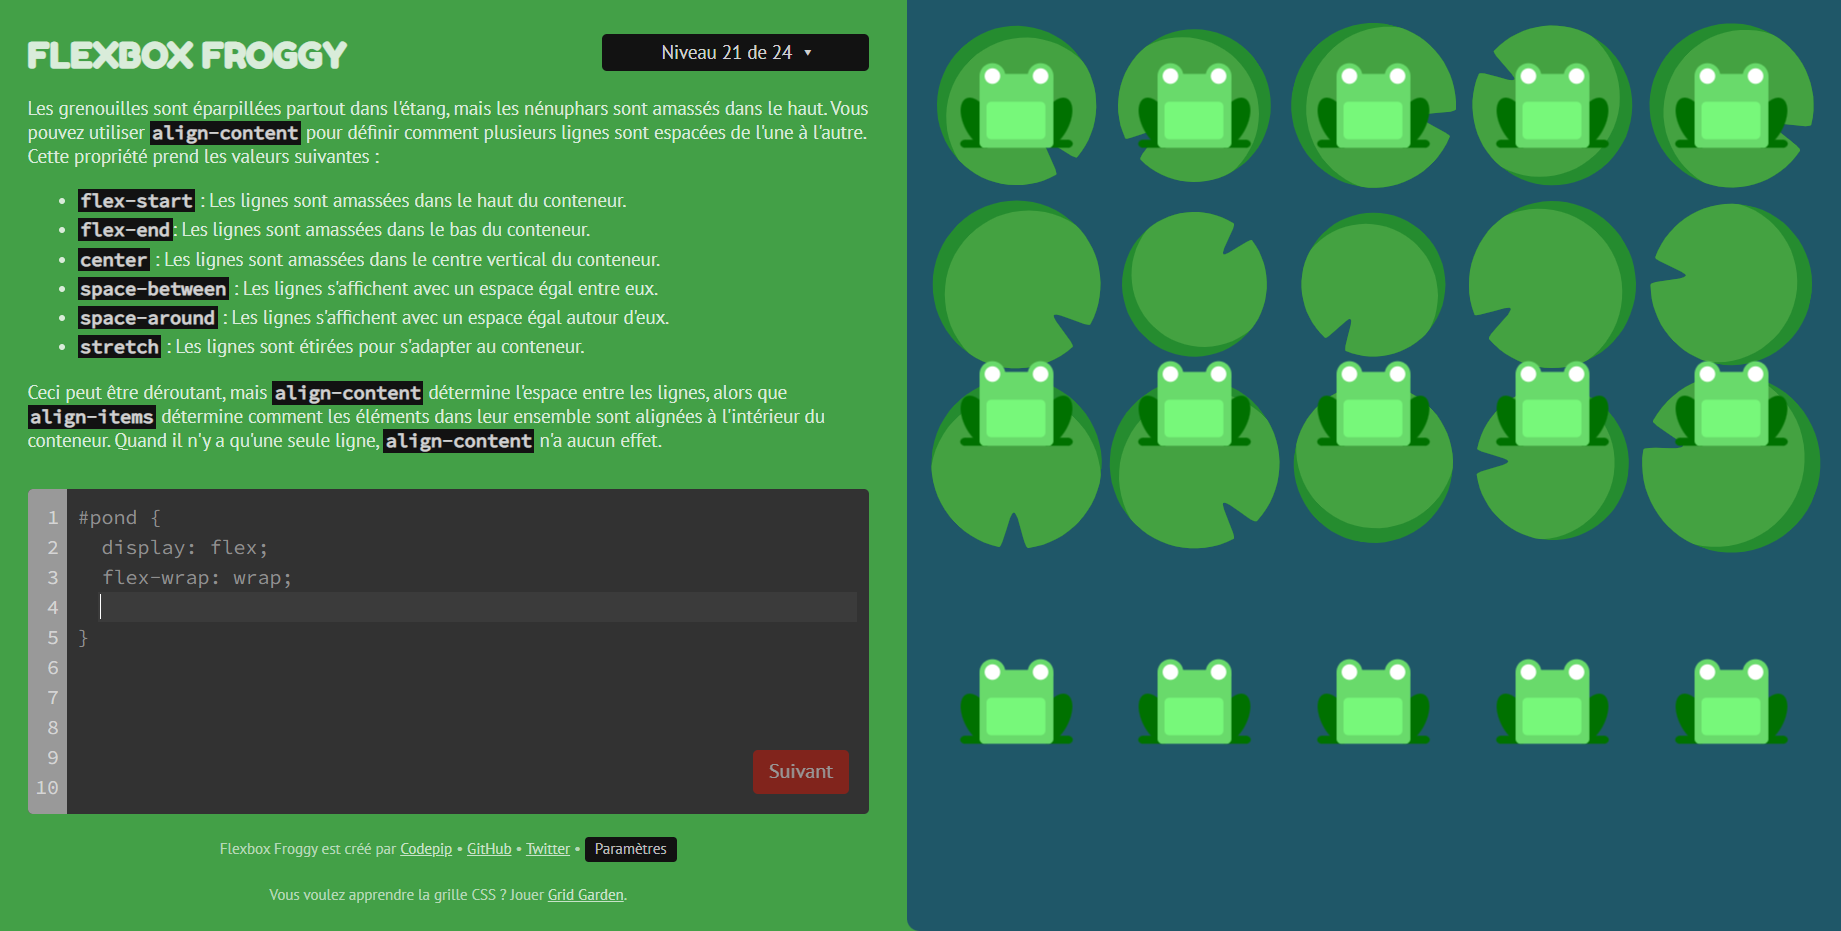 FLEXBOX FROGGY
Niveau 21 de 24 ▾
Les grenouilles sont éparpillées partout dans l'étang, mais les nénuphars sont amassés dans le haut. Vous
pouvez utiliser align-content pour définir comment plusieurs lignes sont espacées de l'une à l'autre.
Cette propriété prend les valeurs suivantes :
• flex-start : Les lignes sont amassées dans le haut du conteneur.
• flex-end: Les lignes sont amassées dans le bas du conteneur.
• center : Les lignes sont amassées dans le centre vertical du conteneur.
• space-between : Les lignes s'affichent avec un espace égal entre eux.
• space-around : Les lignes s'affichent avec un espace égal autour d'eux.
• stretch : Les lignes sont étirées pour s'adapter au conteneur.
Ceci peut être déroutant, mais align-content détermine l'espace entre les lignes, alors que
align-items détermine comment les éléments dans leur ensemble sont alignées à l'intérieur du
conteneur. Quand il n'y a qu'une seule ligne, align-content n'a aucun effet.
1 #pond {
2 display: flex;
3 flex-wrap: wrap;
4
5 }
6
7
8
9
10
Suivant
Flexbox Froggy est créé par Codepip • GitHub • Twitter • Paramètres
Vous voulez apprendre la grille CSS ? Jouer Grid Garden.